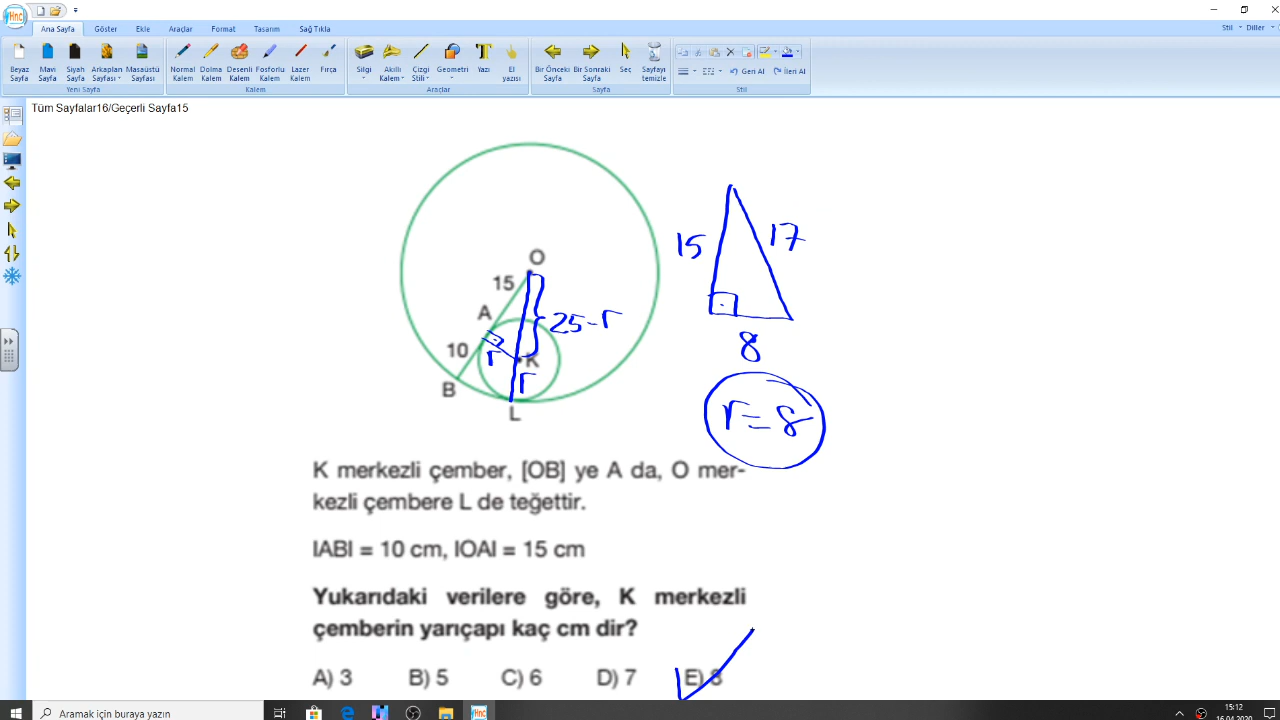 Stil Diller
Ana Sayfa Göster Ekle Araçlar Format Tasarım Sağ Tıkla
Beyaz Sayfa Mavi Sayfa Siyah Sayfa Arkaplan Sayfası Masaüstü Sayfası
Normal Kalem Dolma Kalem Desenli Kalem Fosforlu Kalem Lazer Kalem Fırça
Silgi Akıllı Kalem Çizgi Stili Geometri Yazı El yazısı
Bir Önceki Sayfa Bir Sonraki Sayfa Seç Sayfayı temizle
Geri Al İleri Al
Yeni Sayfa Kalem Araçlar Sayfa Stil
Tüm Sayfalar16/Geçerli Sayfa15
O
15
A
10
B
K
L
r
r
25-r
15
17
8
r=8
K merkezli çember, [OB] ye A da, O mer-
kezli çembere L de teğettir.
IABI = 10 cm, IOAI = 15 cm
Yukarıdaki verilere göre, K merkezli
çemberin yarıçapı kaç cm dir?
A) 3 B) 5 C) 6 D) 7 E) 8
Aramak için buraya yazın
15:12
16.04.2020